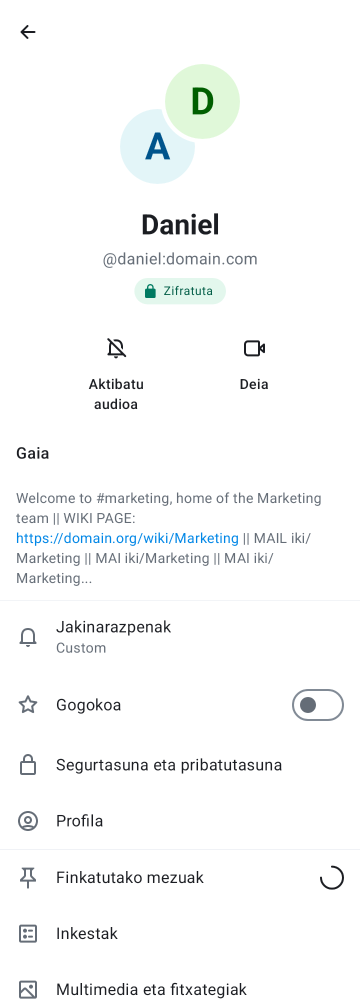 D
A
Daniel
@daniel:domain.com
Zifratuta
Aktibatu
audioa
Deia
Gaia
Welcome to #marketing, home of the Marketing
team || WIKI PAGE:
https://domain.org/wiki/Marketing || MAIL iki/
Marketing || MAI iki/Marketing || MAI iki/
Marketing...
Jakinarazpenak
Custom
Gogokoa
Segurtasuna eta pribatutasuna
Profila
Finkatutako mezuak
Inkestak
Multimedia eta fitxategiak